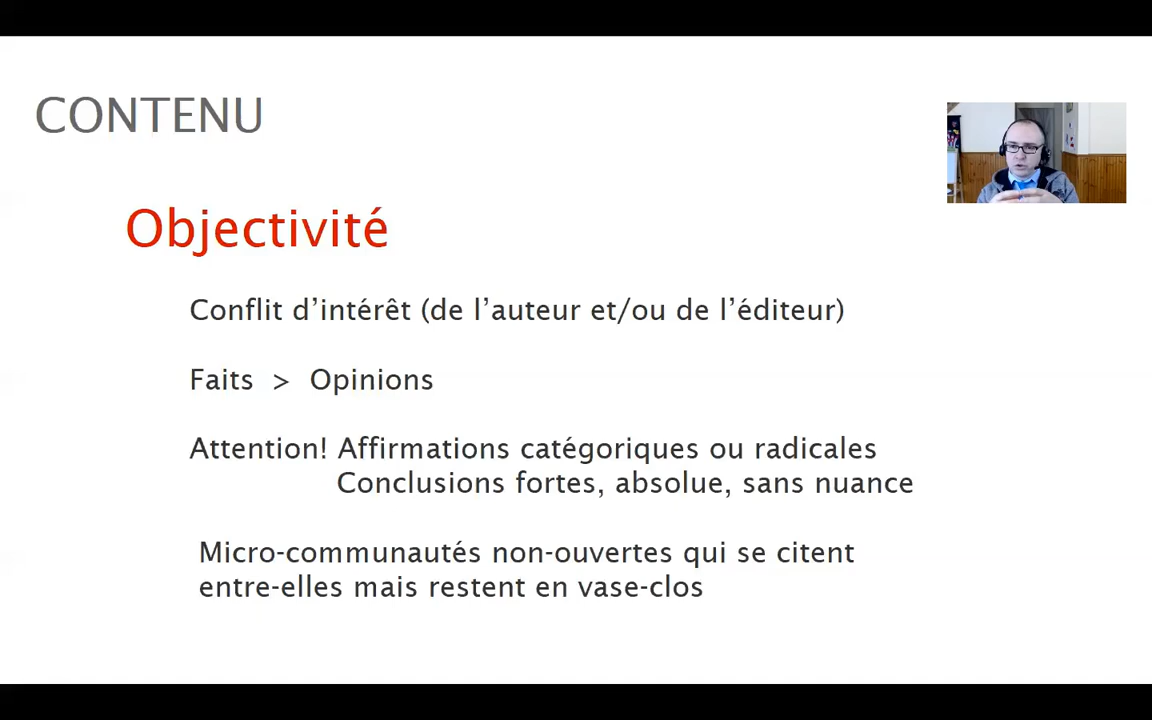 CONTENU
Objectivité
Conflit d’intérêt (de l’auteur et/ou de l’éditeur)
Faits > Opinions
Attention! Affirmations catégoriques ou radicales
Conclusions fortes, absolue, sans nuance
Micro-communautés non-ouvertes qui se citent
entre-elles mais restent en vase-clos